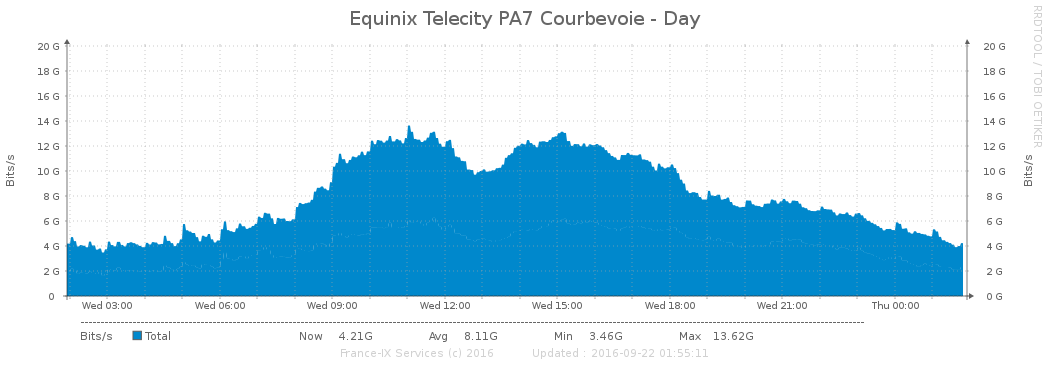 Equinix Telecity PA7 Courbevoie - Day
RRDTOOL / TOBI OETIKER
Bits/s
20 G
18 G
16 G
14 G
12 G
10 G
8 G
6 G
4 G
2 G
0
20 G
18 G
16 G
14 G
12 G
10 G
8 G
6 G
4 G
2 G
0 G
Bits/s
Wed 03:00 Wed 06:00 Wed 09:00 Wed 12:00 Wed 15:00 Wed 18:00 Wed 21:00 Thu 00:00
Bits/s Total Now 4.21G Avg 8.11G Min 3.46G Max 13.62G
France-IX Services (c) 2016 Updated : 2016-09-22 01:55:11